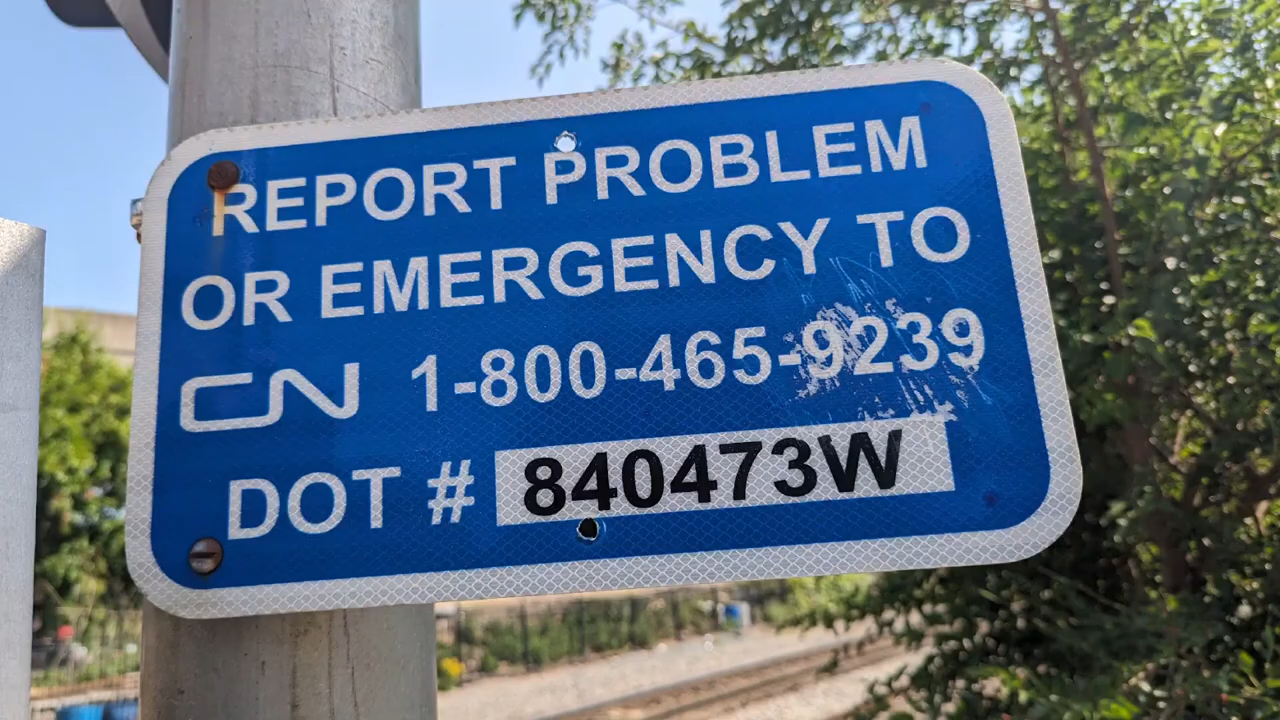 REPORT PROBLEM
OR EMERGENCY TO
CN 1-800-465-9239
DOT # 840473W